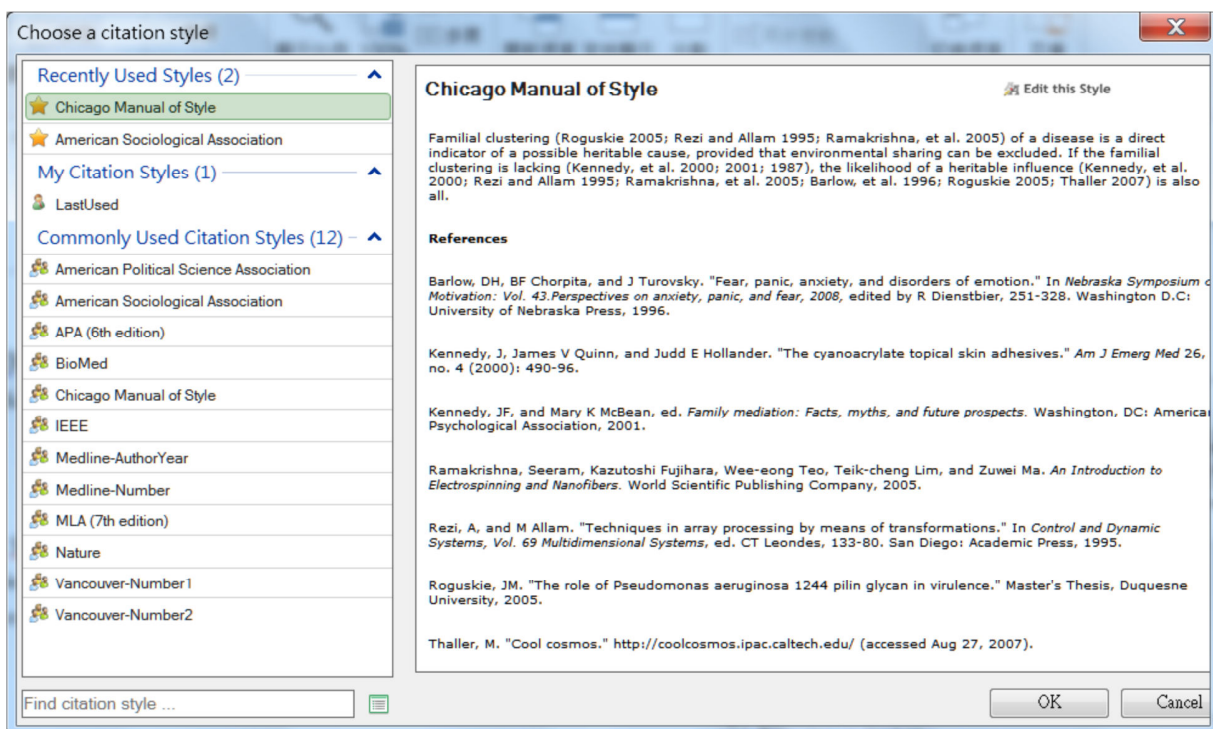 Choose a citation style
Recently Used Styles (2)
Chicago Manual of Style
American Sociological Association
My Citation Styles (1)
LastUsed
Commonly Used Citation Styles (12)
American Political Science Association
American Sociological Association
APA (6th edition)
BioMed
Chicago Manual of Style
IEEE
Medline-AuthorYear
Medline-Number
MLA (7th edition)
Nature
Vancouver-Number1
Vancouver-Number2
Find citation style ...
Chicago Manual of Style
Edit this Style
Familial clustering (Roguskie 2005; Rezi and Allam 1995; Ramakrishna, et al. 2005) of a disease is a direct
indicator of a possible heritable cause, provided that environmental sharing can be excluded. If the familial
clustering is lacking (Kennedy, et al. 2000; 2001; 1987), the likelihood of a heritable influence (Kennedy, et al.
2000; Rezi and Allam 1995; Ramakrishna, et al. 2005; Barlow, et al. 1996; Roguskie 2005; Thaller 2007) is also
all.
References
Barlow, DH, BF Chorpita, and J Turovsky. "Fear, panic, anxiety, and disorders of emotion." In Nebraska Symposium
Motivation: Vol. 43.Perspectives on anxiety, panic, and fear, 2008, edited by R Dienstbier, 251-328. Washington D.C:
University of Nebraska Press, 1996.
Kennedy, J, James V Quinn, and Judd E Hollander. "The cyanoacrylate topical skin adhesives." Am J Emerg Med 26,
no. 4 (2000): 490-96.
Kennedy, JF, and Mary K McBean, ed. Family mediation: Facts, myths, and future prospects. Washington, DC:
Psychological Association, 2001.
Ramakrishna, Seeram, Kazutoshi Fujihara, Wee-eong Teo, Teik-cheng Lim, and Zuwei Ma. An Introduction to
Electrospinning and Nanofibers. World Scientific Publishing Company, 2005.
Rezi, A, and M Allam. "Techniques in array processing by means of transformations." In Control and Dynamic
Systems, Vol. 69 Multidimensional Systems, ed. CT Leondes, 133-80. San Diego: Academic Press, 1995.
Roguskie, JM. "The role of Pseudomonas aeruginosa 1244 pilin glycan in virulence." Master's Thesis, Duquesne
University, 2005.
Thaller, M. "Cool cosmos." http://coolcosmos.ipac.caltech.edu/ (accessed Aug 27, 2007).
OK
Cancel